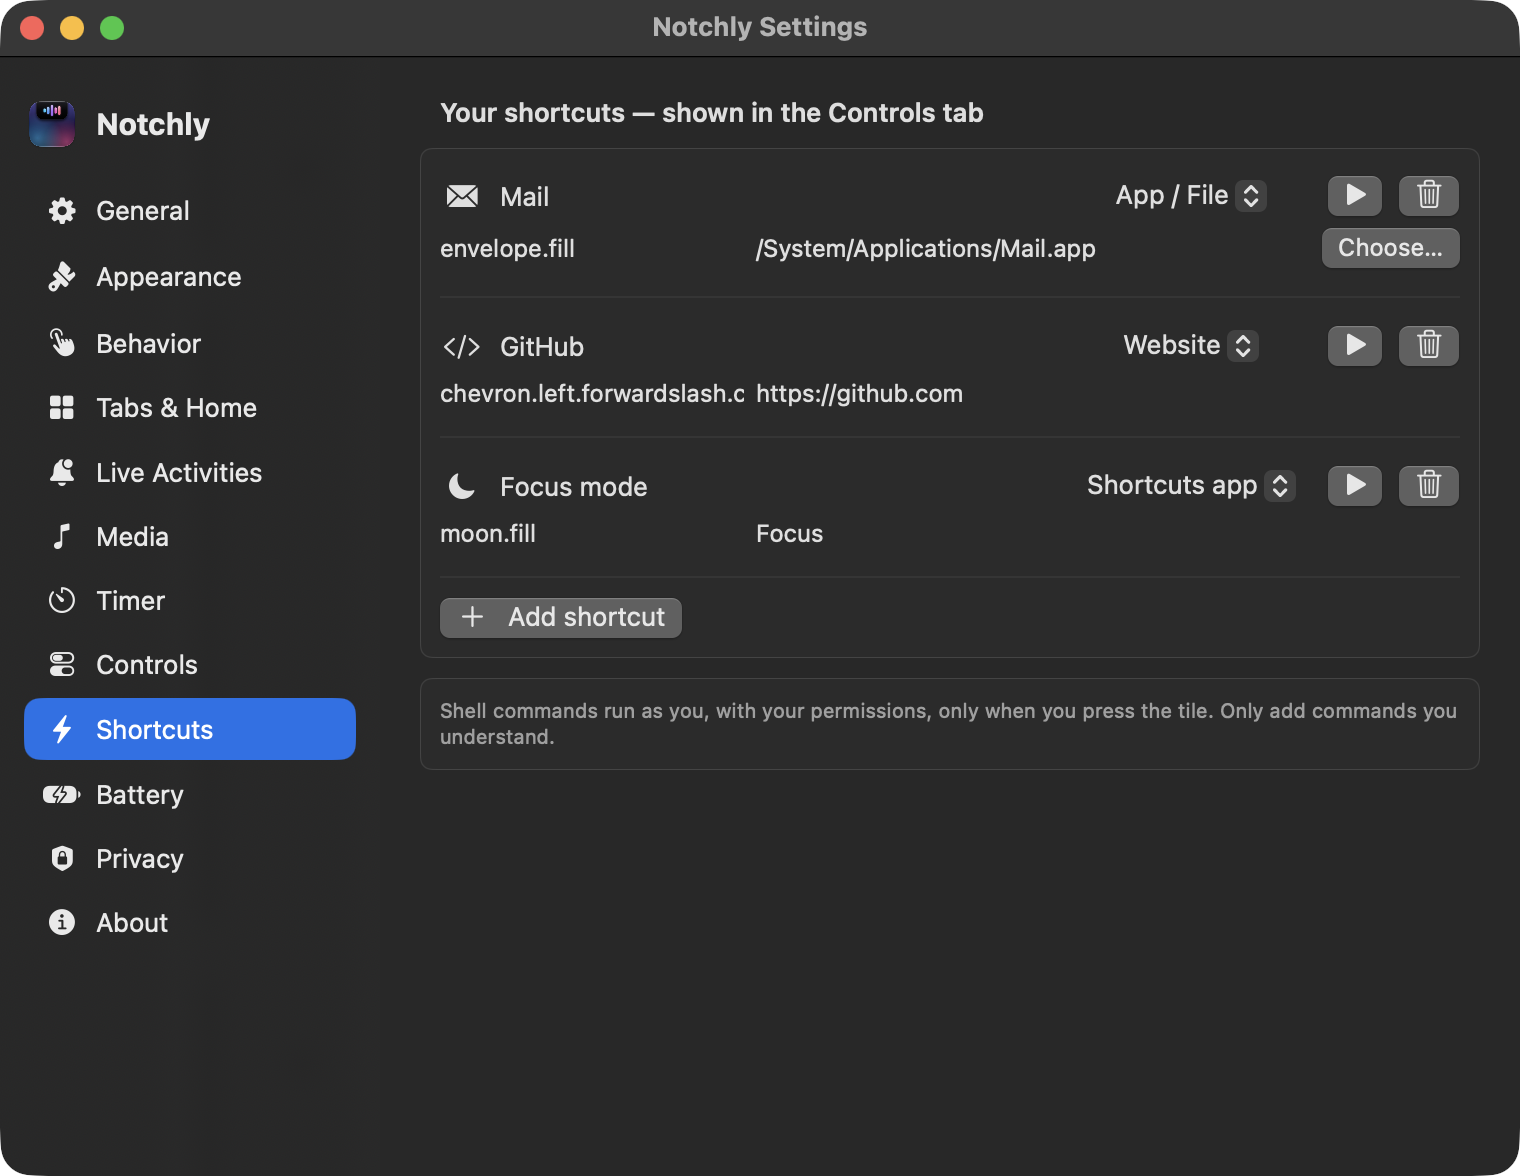 Notchly Settings
Notchly
General
Appearance
Behavior
Tabs & Home
Live Activities
Media
Timer
Controls
Shortcuts
Battery
Privacy
About
Your shortcuts — shown in the Controls tab
Mail App / File
envelope.fill /System/Applications/Mail.app Choose...
GitHub Website
chevron.left.forwardslash.c https://github.com
Focus mode Shortcuts app
moon.fill Focus
Add shortcut
Shell commands run as you, with your permissions, only when you press the tile. Only add commands you
understand.